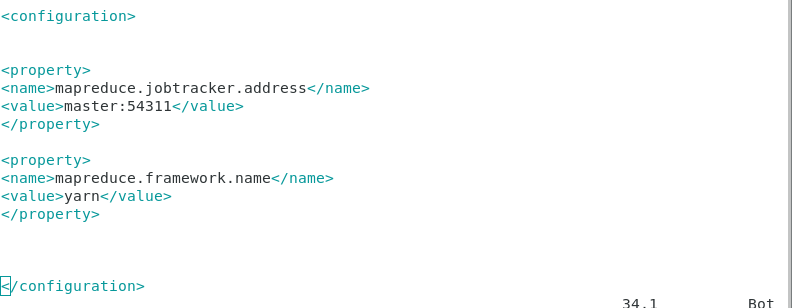 <configuration>
<property>
<name>mapreduce.jobtracker.address</name>
<value>master:54311</value>
</property>
<property>
<name>mapreduce.framework.name</name>
<value>yarn</value>
</property>
</configuration>
34,1 Bot